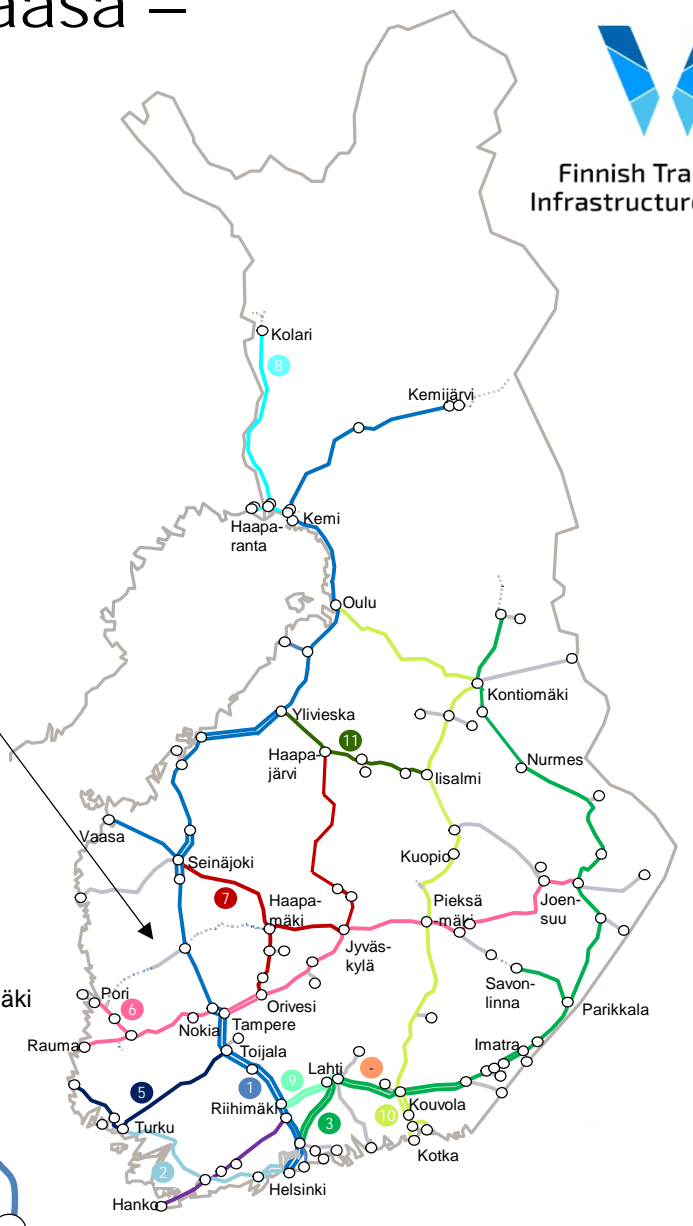 aasa –
Finnish Tra
Infrastructure
Kolari
8
Kemijärvi
Haapa-
ranta
Kemi
Oulu
Kontiomäki
Ylivieska
11
Haapa-
järvi
Iisalmi
Nurmes
Vaasa
Seinäjoki
Kuopio
7
Haapa-
mäki
Pieksä
-mäki
Joen-
suu
Jyväs-
kylä
Savon-
linna
äki
Pori
6
Orivesi
Parikkala
Nokia
Tampere
Rauma
Toijala
Imatra
Lahti
-
5
1
9
Riihimäki
Kouvola
10
3
Turku
2
Kotka
Helsinki
Hanko